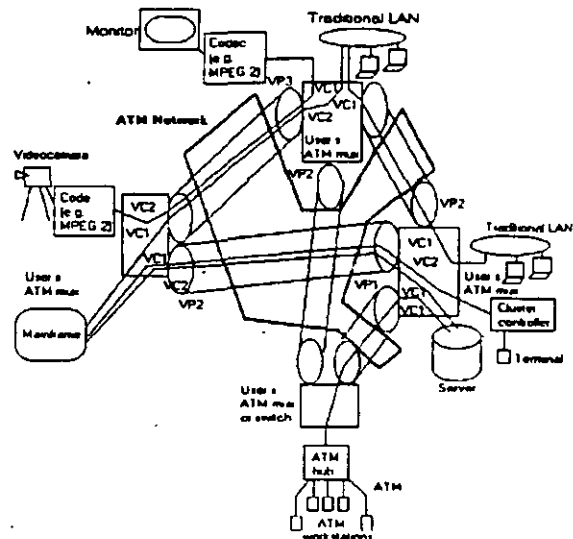 Traditional LAN
Monitor
Codec
(e.g.
MPEG 2)
VP3
VC1
VC1
VC2
ATM Network
User s
ATM mux
Videocamera
VP2
Code
(e.g.
MPEG 2)
VC2
VC1
VP2
Traditional LAN
VC1
VC1
VC2
User s
ATM mux
VC2
VP2
VP1
User s
ATM mux
VC1
VC1
Cluster
controller
Mainframe
Terminal
Server
User s
ATM mux
or switch
ATM
hub
ATM
ATM
workstations